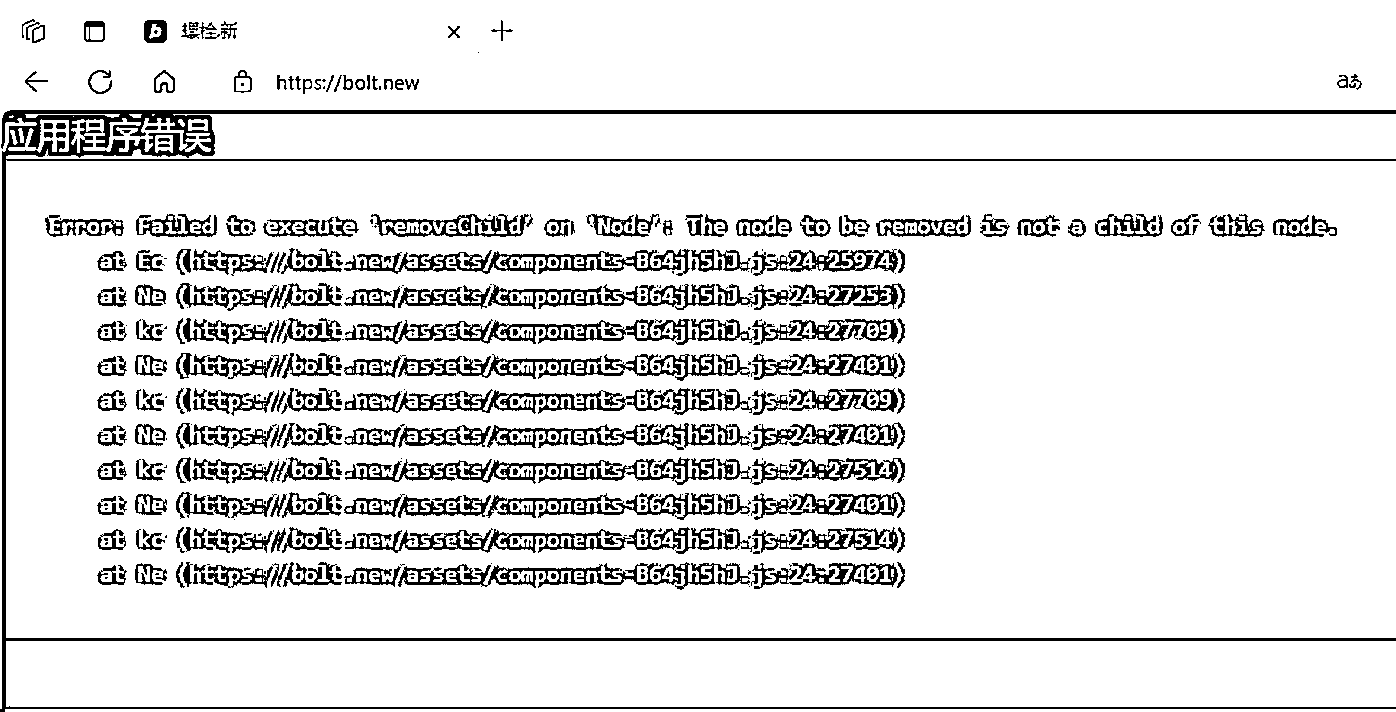 螺栓.新
https://bolt.new
aあ
应用程序错误
Error: Failed to execute 'removeChild' on 'Node': The node to be removed is not a child of this node.
at Ec (https://bolt.new/assets/components-B64jhShJ.js:24:25974)
at Ne (https://bolt.new/assets/components-B64jhShJ.js:24:27253)
at kc (https://bolt.new/assets/components-B64jhShJ.js:24:27709)
at Ne (https://bolt.new/assets/components-B64jhShJ.js:24:27401)
at kc (https://bolt.new/assets/components-B64jhShJ.js:24:27709)
at Ne (https://bolt.new/assets/components-B64jhShJ.js:24:27401)
at kc (https://bolt.new/assets/components-B64jhShJ.js:24:27514)
at Ne (https://bolt.new/assets/components-B64jhShJ.js:24:27401)
at kc (https://bolt.new/assets/components-B64jhShJ.js:24:27514)
at Ne (https://bolt.new/assets/components-B64jhShJ.js:24:27401)